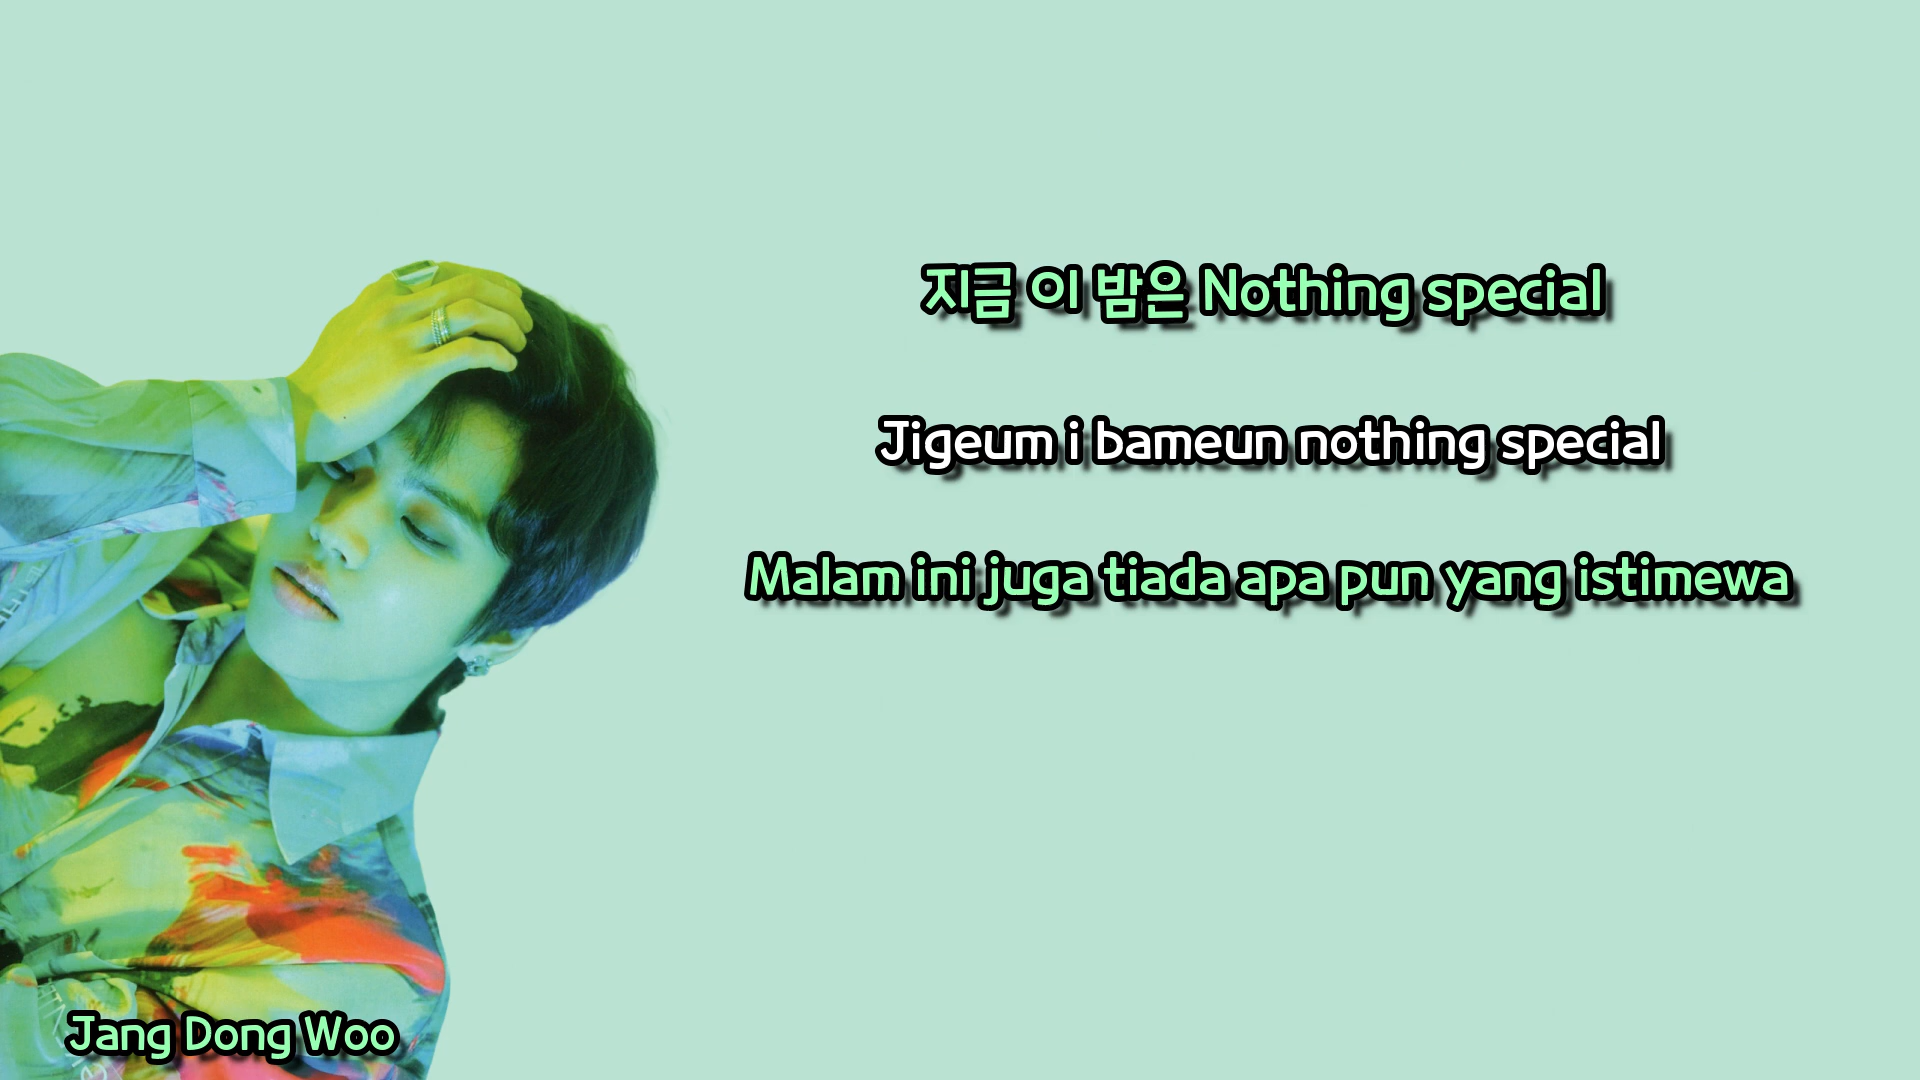 지금 이 밤은 Nothing special
Jigeum i bameun nothing special
Malam ini juga tiada apa pun yang istimewa
Jang Dong Woo